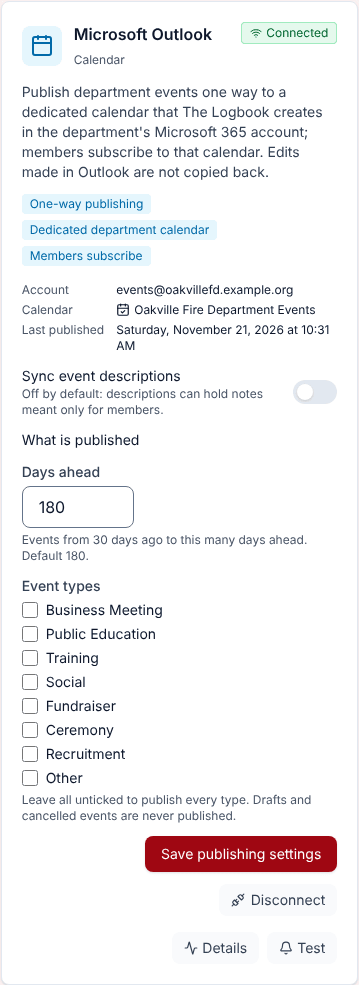 Microsoft Outlook
Connected
Calendar
Publish department events one way to a
dedicated calendar that The Logbook creates
in the department's Microsoft 365 account;
members subscribe to that calendar. Edits
made in Outlook are not copied back.
One-way publishing
Dedicated department calendar
Members subscribe
Account events@oakvillefd.example.org
Calendar Oakville Fire Department Events
Last published Saturday, November 21, 2026 at 10:31
AM
Sync event descriptions
Off by default: descriptions can hold notes
meant only for members.
What is published
Days ahead
180
Events from 30 days ago to this many days ahead.
Default 180.
Event types
Business Meeting
Public Education
Training
Social
Fundraiser
Ceremony
Recruitment
Other
Leave all unticked to publish every type. Drafts and
cancelled events are never published.
Save publishing settings
Disconnect
Details Test